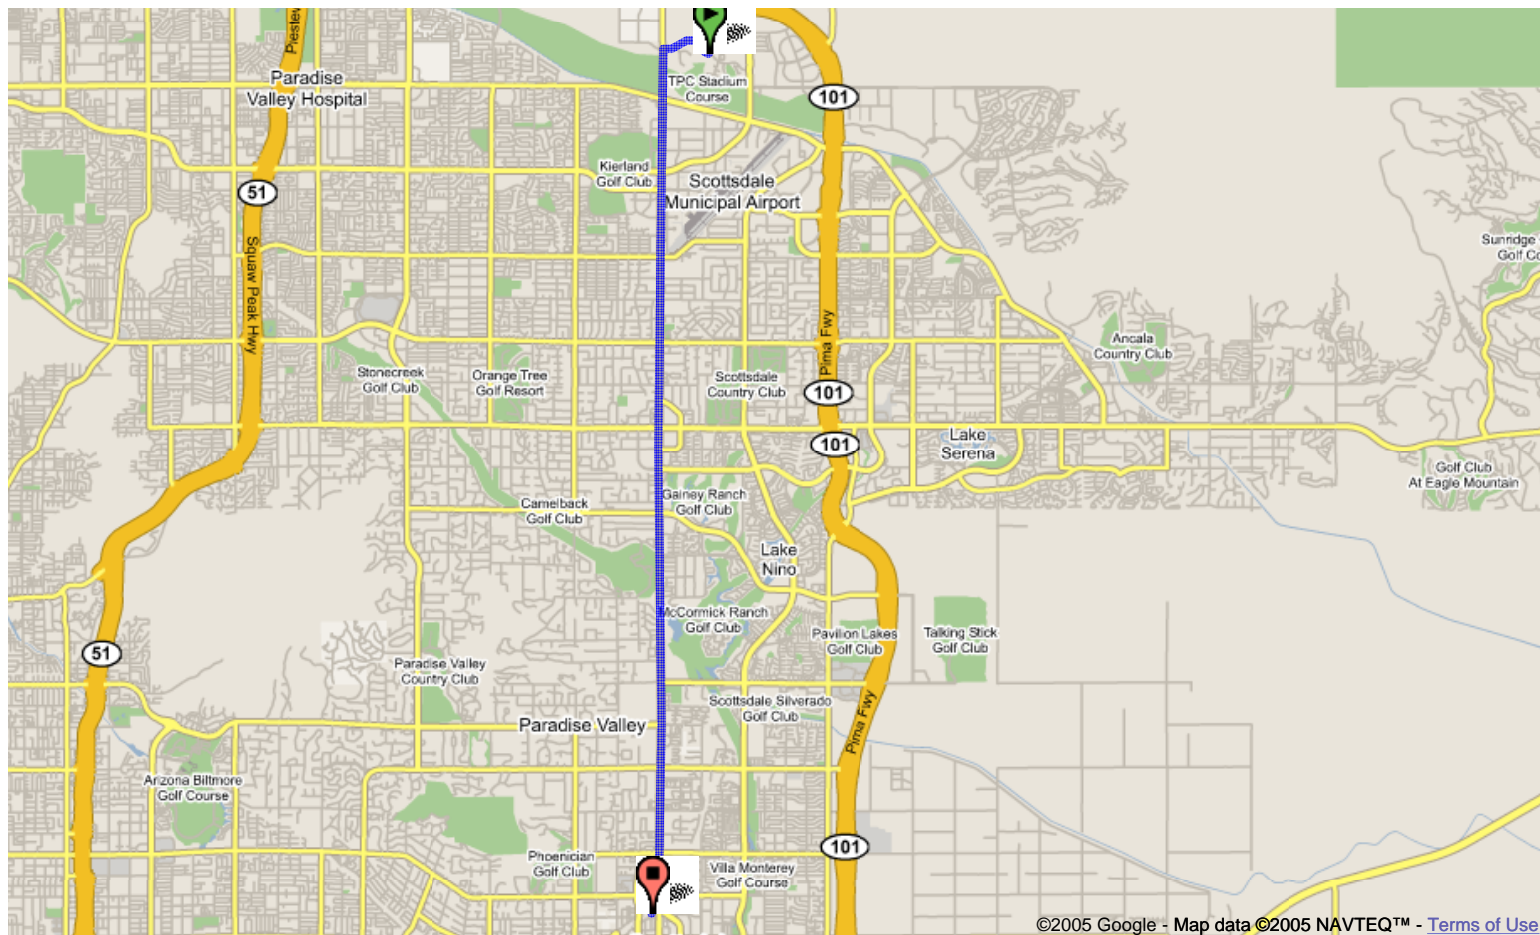 Piestew
Paradise
Valley Hospital
TPC Stadium
Course
101
Kierland
Golf Club
Scottsdale
Municipal Airport
51
Squaw Peak Hwy
Sunridge
Golf Co
Pima Fwy
Ancala
Country Club
Stonecreek
Golf Club
Orange Tree
Golf Resort
Scottsdale
Country Club
101
101
Lake
Serena
Golf Club
At Eagle Mountain
Gainey Ranch
Golf Club
Camelback
Golf Club
Lake
Nino
McCormick Ranch
Golf Club
Pavilion Lakes
Golf Club
Talking Stick
Golf Club
51
Paradise Valley
Country Club
Scottsdale Silverado
Golf Club
Pima Fwy
Paradise Valley
Arizona Biltmore
Golf Course
101
Phoenician
Golf Club
Villa Monterey
Golf Course
©2005 Google - Map data ©2005 NAVTEQ™ - Terms of Use